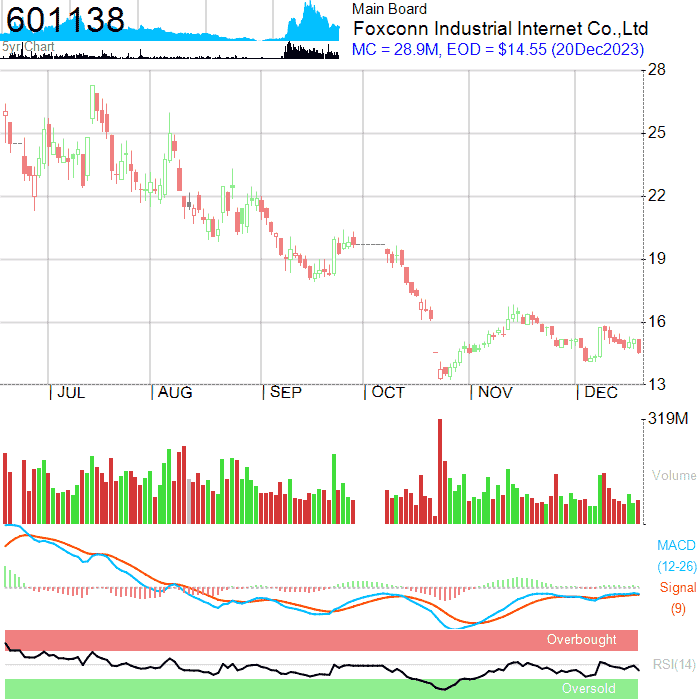 601138
5yr Chart
Main Board
Foxconn Industrial Internet Co.,Ltd
MC = 28.9M, EOD = $14.55 (20Dec2023)
28
25
22
19
16
13
JUL AUG SEP OCT NOV DEC
319M
Volume
MACD
(12-26)
Signal
(9)
Overbought
RSI(14)
Oversold